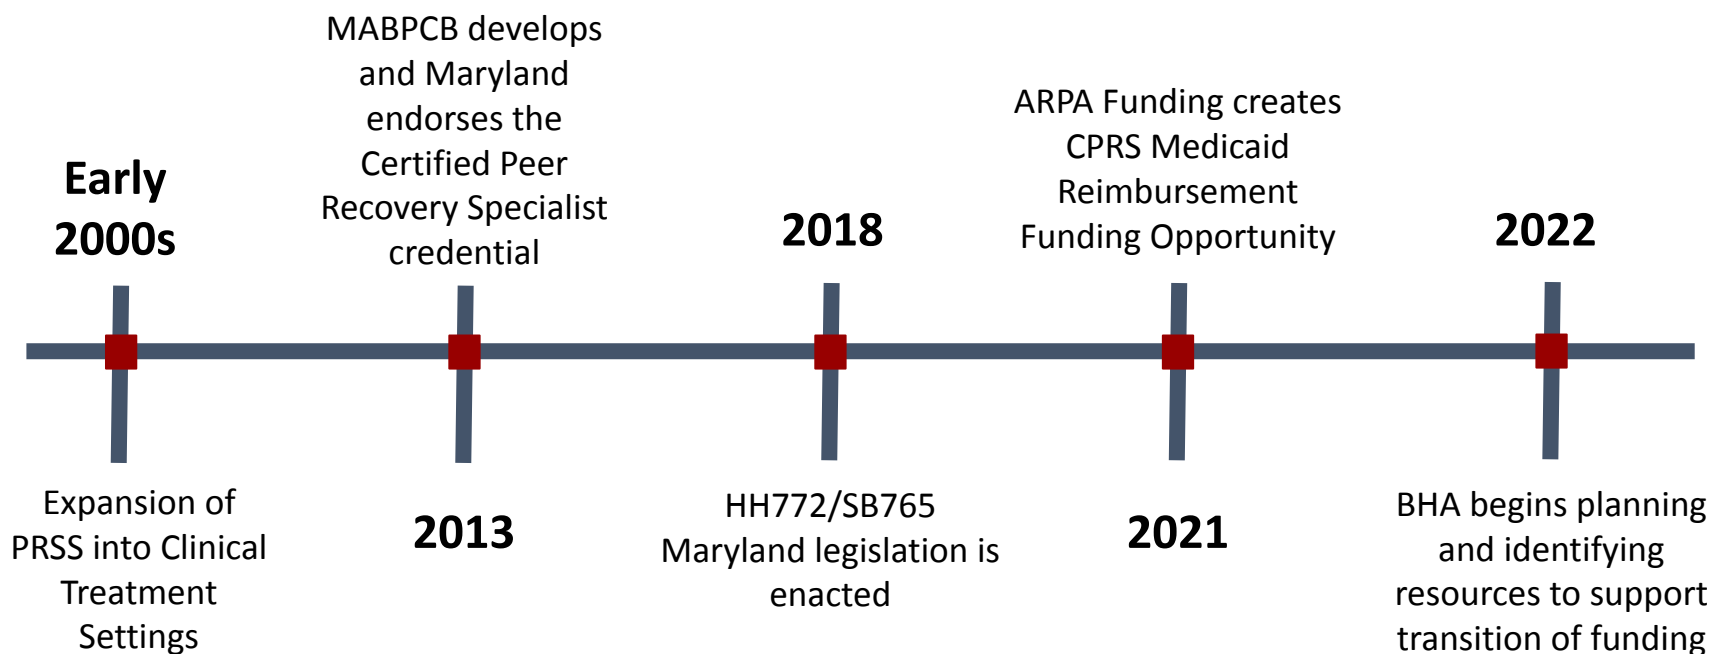 Early
2000s
Expansion of
PRSS into Clinical
Treatment
Settings
MABPCB develops
and Maryland
endorses the
Certified Peer
Recovery Specialist
credential
2013
2018
HH772/SB765
Maryland legislation is
enacted
ARPA Funding creates
CPRS Medicaid
Reimbursement
Funding Opportunity
2021
2022
BHA begins planning
and identifying
resources to support
transition of funding